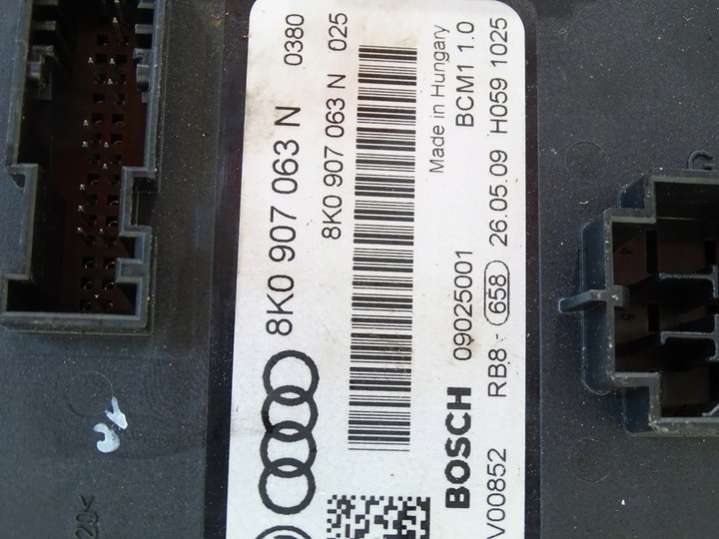 8K0 907 063 N 0380
8K0 907 063 N 025
Made in Hungary
BOSCH 09025001 BCM1 1.0
V00852 RB8- 658 26.05.09 H059 1025